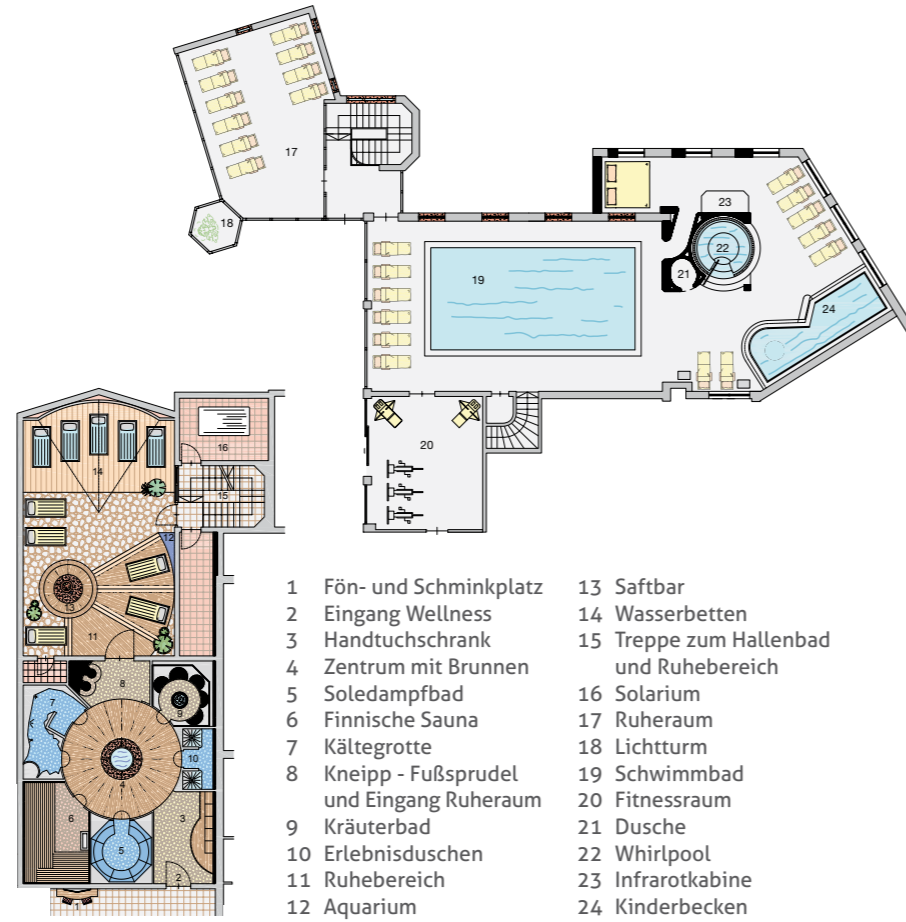 17
18
23
22
21
19
24
20
16
14
15
12
13
11
8
7
9
10
4
3
6
5
2
1
1 Fön- und Schminkplatz
2 Eingang Wellness
3 Handtuchschrank
4 Zentrum mit Brunnen
5 Soledampfbad
6 Finnische Sauna
7 Kältegrotte
8 Kneipp - Fußsprudel
und Eingang Ruheraum
9 Kräuterbad
10 Erlebnisduschen
11 Ruhebereich
12 Aquarium
13 Saftbar
14 Wasserbetten
15 Treppe zum Hallenbad
und Ruhebereich
16 Solarium
17 Ruheraum
18 Lichtturm
19 Schwimmbad
20 Fitnessraum
21 Dusche
22 Whirlpool
23 Infrarotkabine
24 Kinderbecken